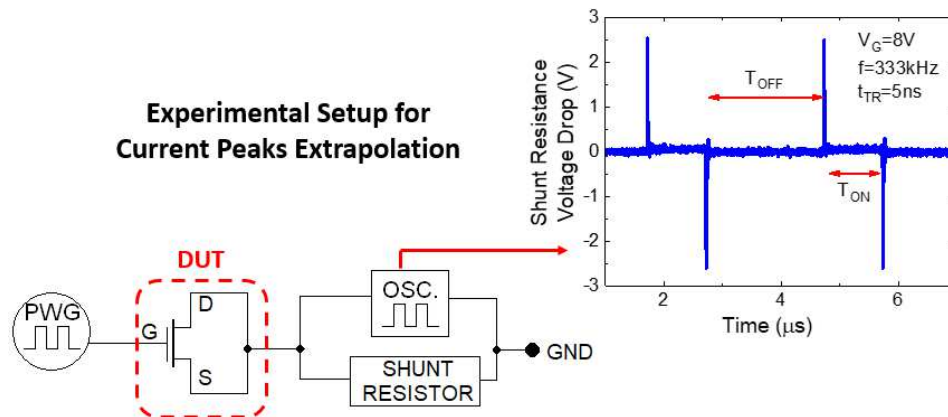 Experimental Setup for
Current Peaks Extrapolation
DUT
PWG
G
D
S
OSC.
SHUNT
RESISTOR
GND
Shunt Resistance
Voltage Drop (V)
3
2
1
0
-1
-2
-3
V_G=8V
f=333kHz
t_TR=5ns
T_OFF
T_ON
2 4 6
Time (μs)